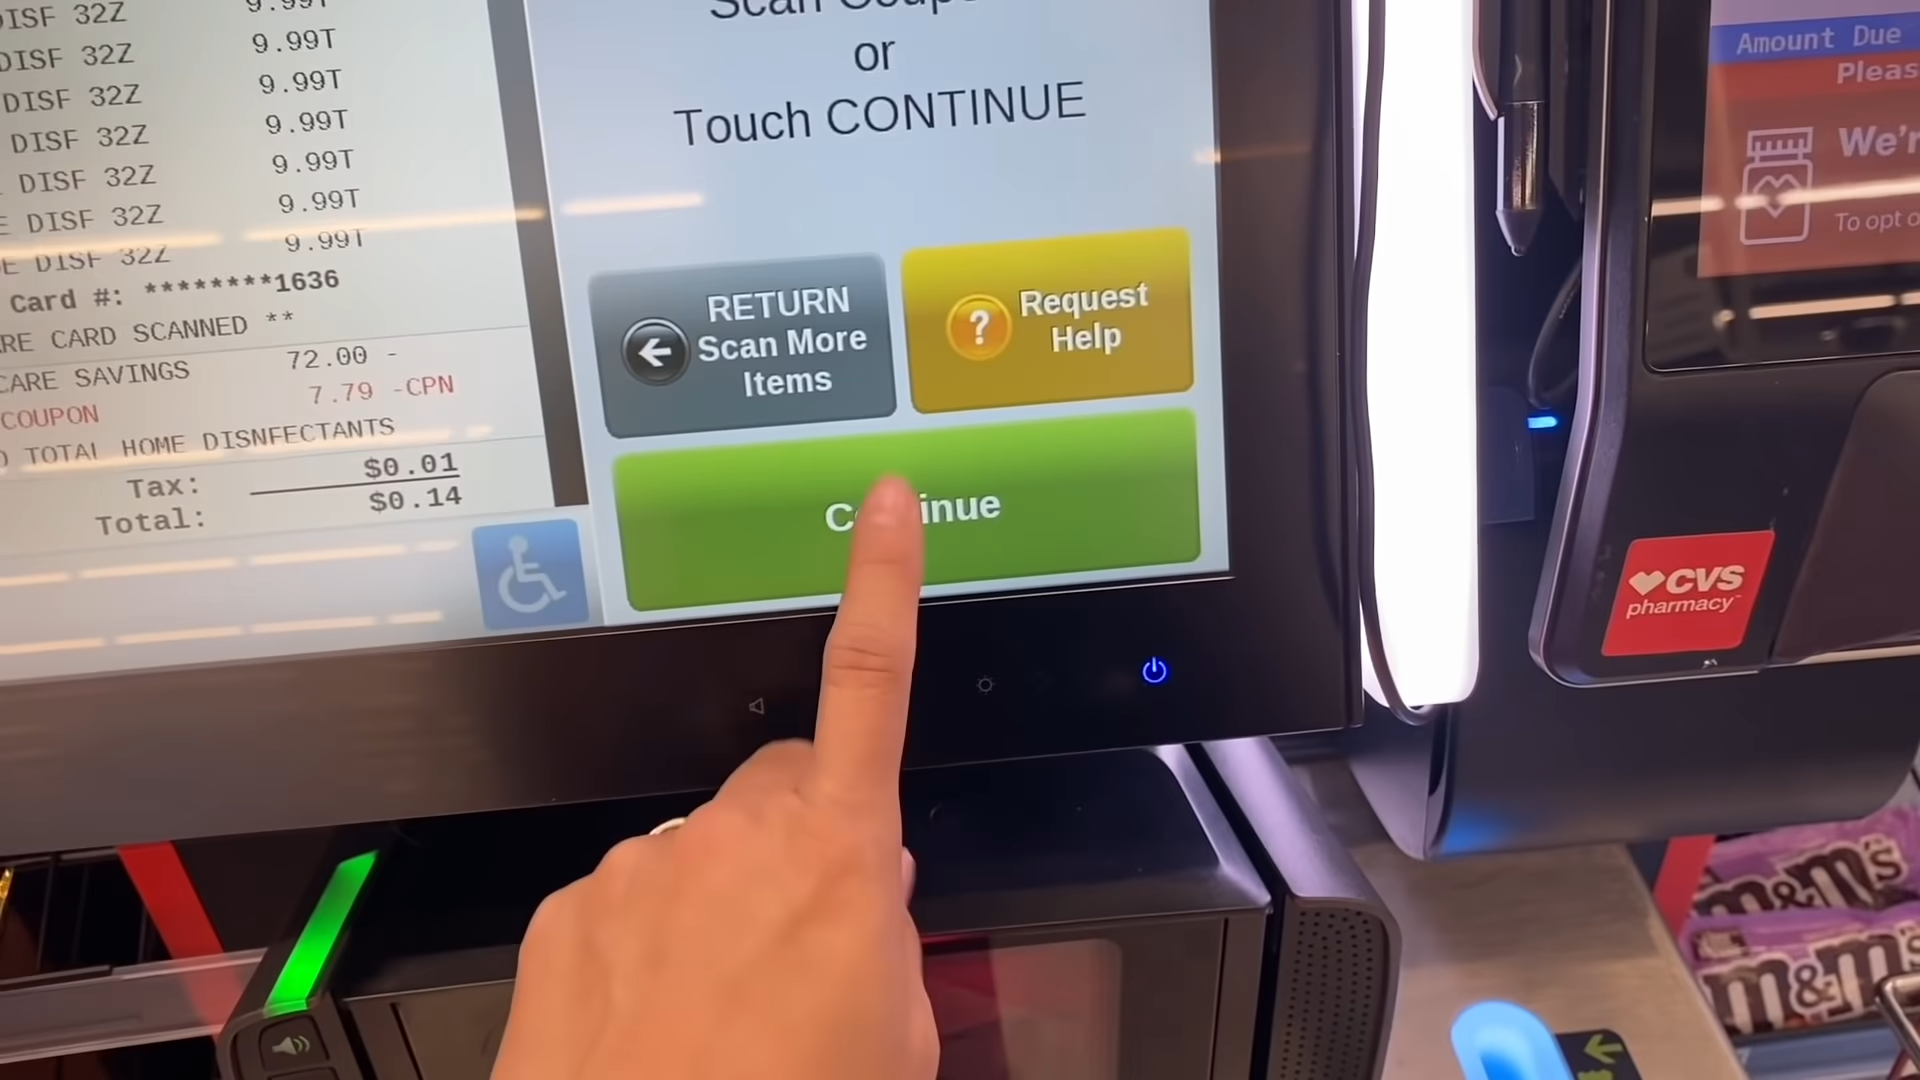 DISF 32Z 9.99T
DISF 32Z 9.99T
DISF 32Z 9.99T
DISF 32Z 9.99T
DISF 32Z 9.99T
DISF 32Z 9.99T
DISF 32Z 9.99T
Card #: ********1636
CARD SCANNED **
CARE SAVINGS 72.00 -
COUPON 7.79 -CPN
TOTAL HOME DISNFECTANTS
Tax: $0.01
Total: $0.14
Scan
or
Touch CONTINUE
RETURN
Scan More
Items
?
Request
Help
Amount Due
To opt
CVS
pharmacy
m&m's
m&m's